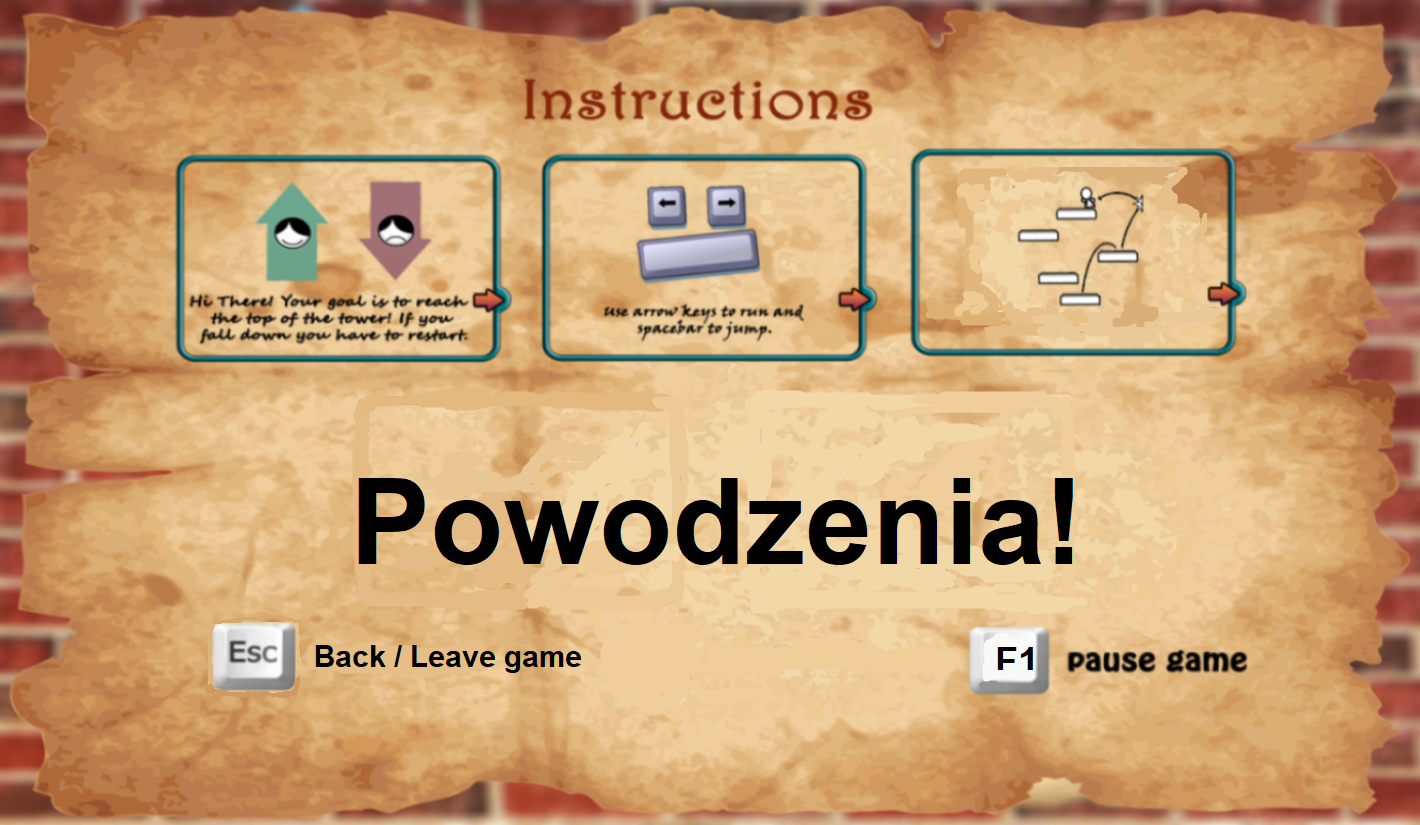 Instructions
Hi There! Your goal is to reach
the top of the tower! If you
fall down you have to restart.
Use arrow keys to run and
spacebar to jump.
Powodzenia!
Esc
Back / Leave game
F1
pause game